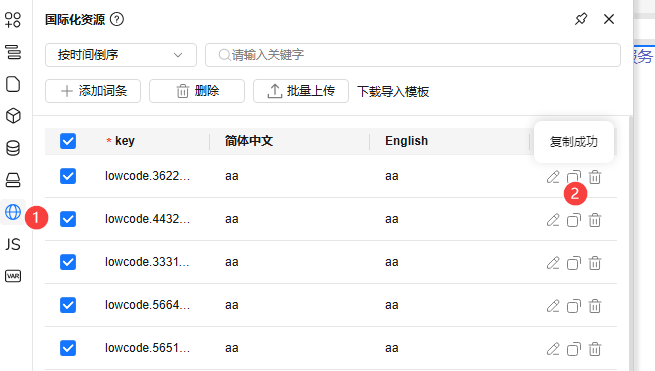 国际化资源
服务
按时间倒序
请输入关键字
添加词条 删除 批量上传 下载导入模板
* key 简体中文 English
复制成功
lowcode.3622... aa aa
2
1
lowcode.4432... aa aa
JS
lowcode.3331... aa aa
VAR
lowcode.5664... aa aa
lowcode.5651... aa aa